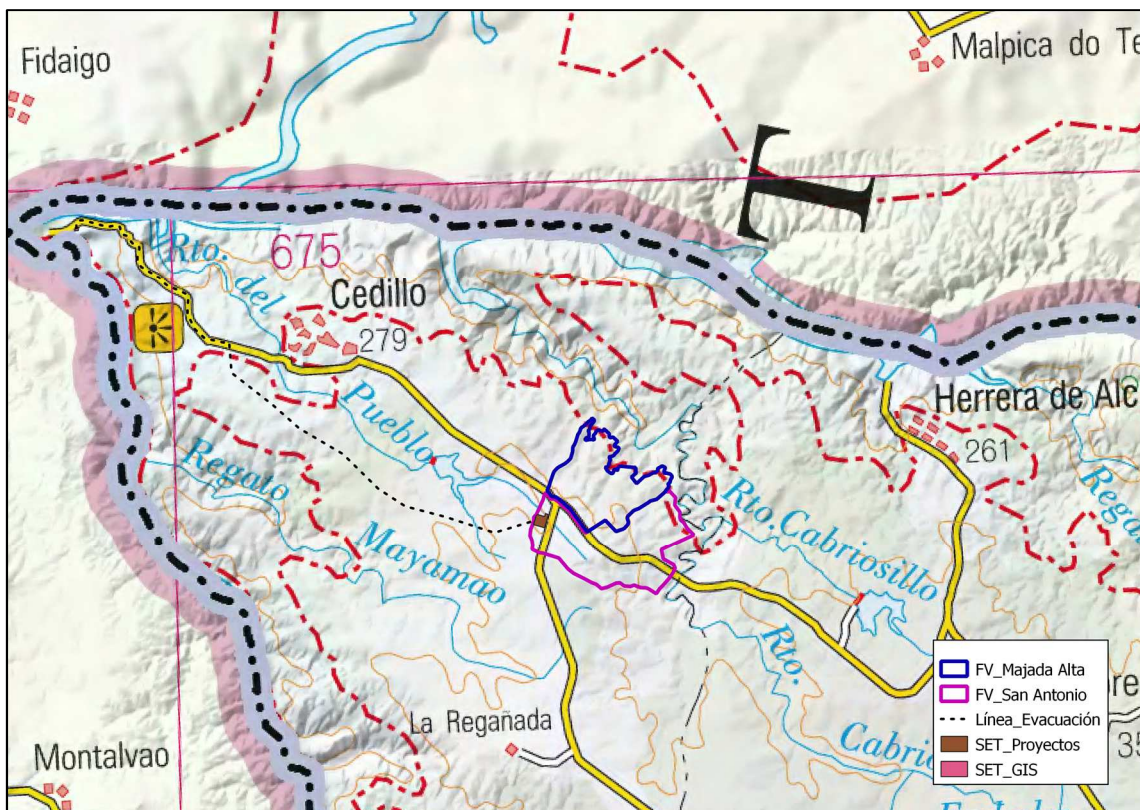 Fidaigo
Malpica do Te
T
Rto. del
675
Cedillo
279
Pueblo
Herrera de Alc
261
Regato
Mayamao
Rto. Cabriosillo
Rto.
La Regañada
Montalvao
35
FV_Majada Alta
FV_San Antonio
Línea_Evacuación
SET_Proyectos
SET_GIS